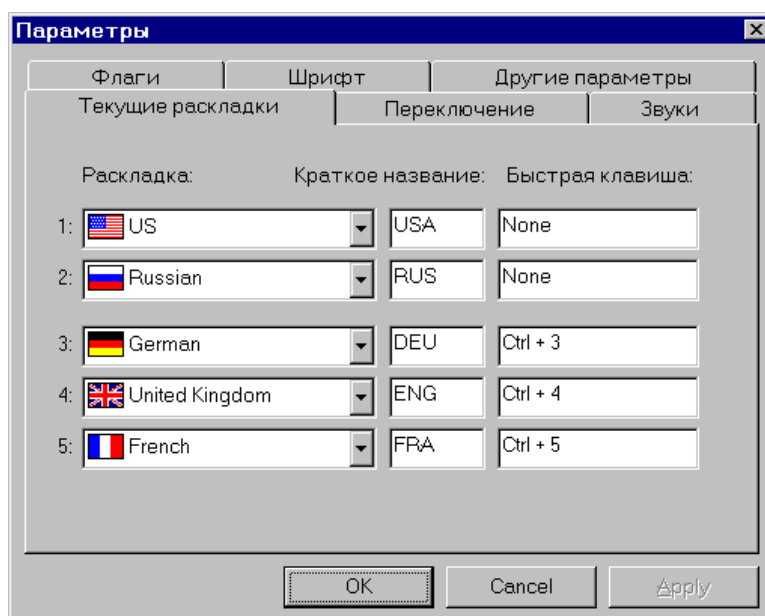 Параметры
Флаги Шрифт Другие параметры
Текущие раскладки Переключение Звуки
Раскладка: Краткое название: Быстрая клавиша:
1: US USA None
2: Russian RUS None
3: German DEU Ctrl + 3
4: United Kingdom ENG Ctrl + 4
5: French FRA Ctrl + 5
OK Cancel Apply